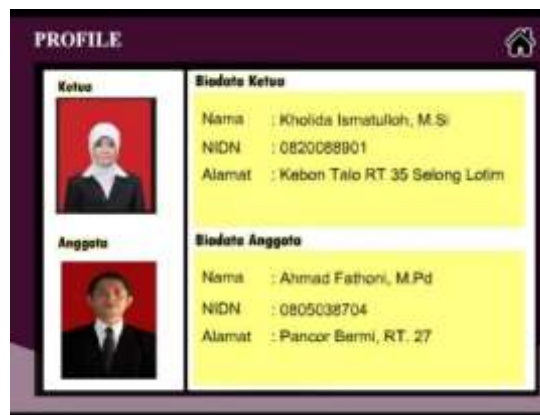 PROFILE
Ketua
Biodata Ketua
Nama : Kholida Ismatulloh, M.Si
NIDN : 0820088901
Alamat : Kebon Talo RT 35 Selong Lotim
Anggota
Biodata Anggota
Nama : Ahmad Fathoni, M.Pd
NIDN : 0805038704
Alamat : Pancor Bermi, RT. 27